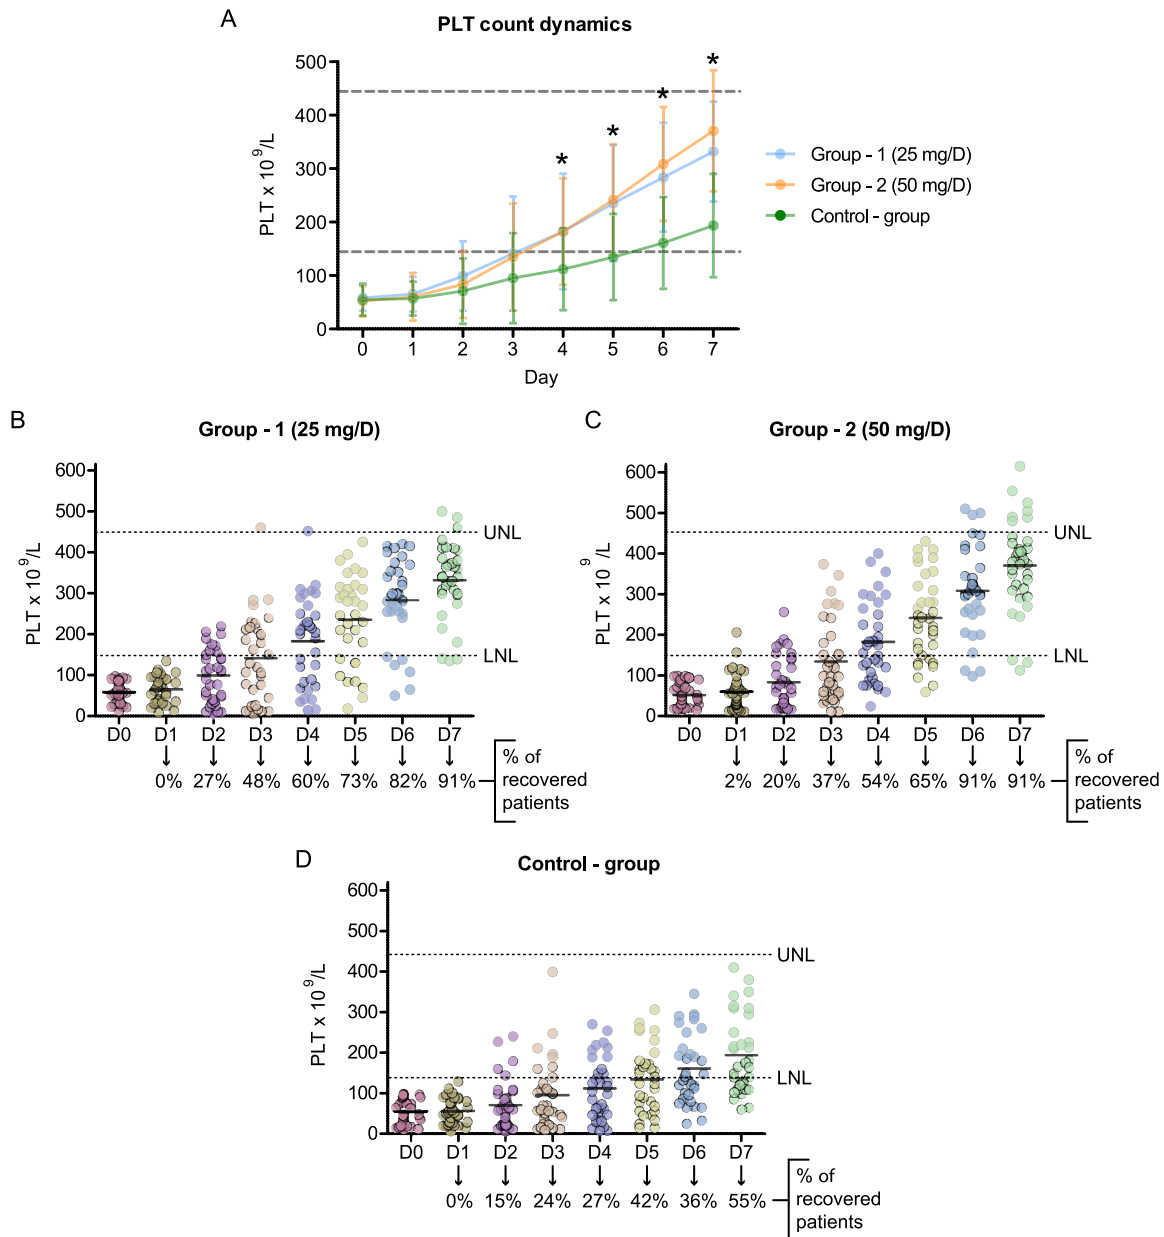 A
PLT count dynamics
500
400
300
200
100
0
PLT x 10^9/L
* * * *
0 1 2 3 4 5 6 7
Day
Group - 1 (25 mg/D)
Group - 2 (50 mg/D)
Control - group
B
Group - 1 (25 mg/D)
600
500
400
300
200
100
0
PLT x 10^9/L
UNL
LNL
D0 D1 D2 D3 D4 D5 D6 D7
0% 27% 48% 60% 73% 82% 91%
% of
recovered
patients
C
Group - 2 (50 mg/D)
600
500
400
300
200
100
0
PLT x 10^9/L
UNL
LNL
D0 D1 D2 D3 D4 D5 D6 D7
2% 20% 37% 54% 65% 91% 91%
% of
recovered
patients
D
Control - group
600
500
400
300
200
100
0
PLT x 10^9/L
UNL
LNL
D0 D1 D2 D3 D4 D5 D6 D7
0% 15% 24% 27% 42% 36% 55%
% of
recovered
patients